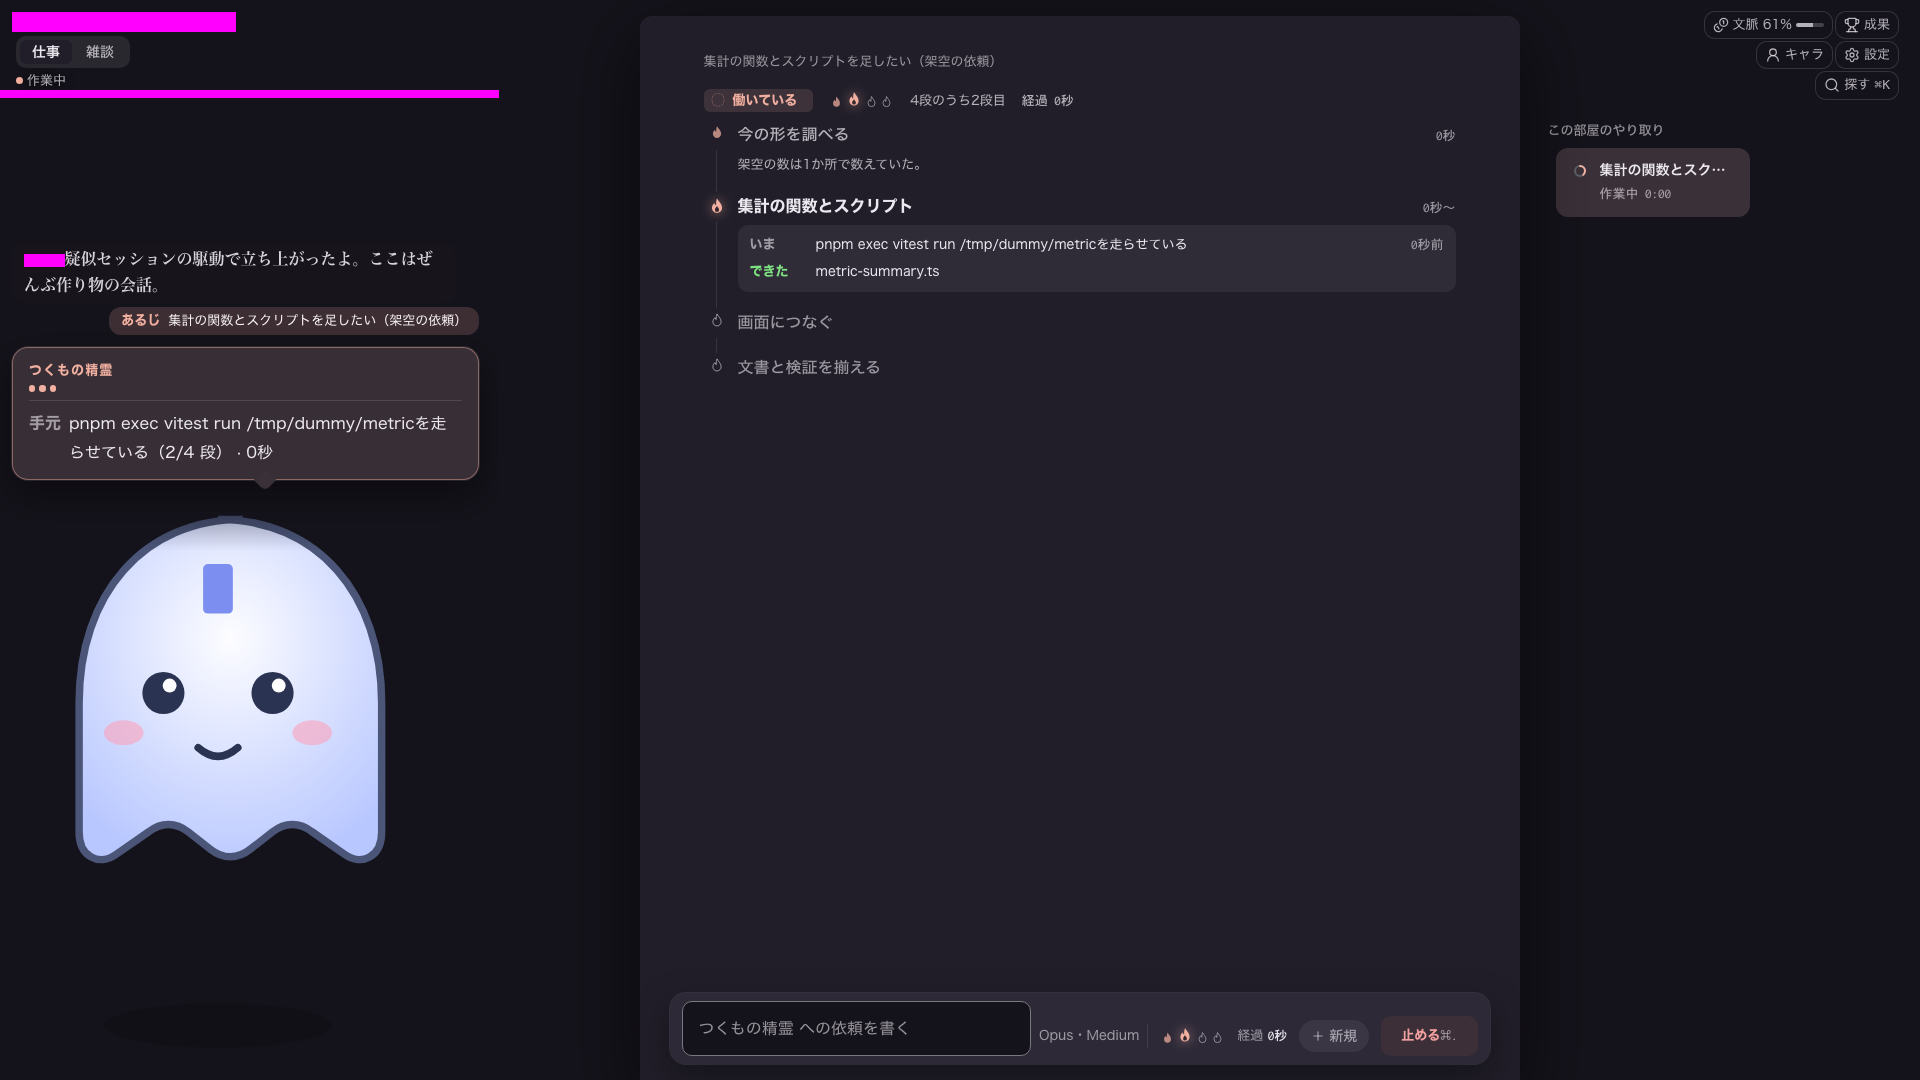 仕事 雑談
作業中
疑似セッションの駆動で立ち上がったよ。ここはぜ
んぶ作り物の会話。
あるじ 集計の関数とスクリプトを足したい（架空の依頼）
つくもの精霊
手元 pnpm exec vitest run /tmp/dummy/metricを走
らせている（2/4 段） · 0秒
集計の関数とスクリプトを足したい（架空の依頼）
働いている 4段のうち2段目 経過 0秒
今の形を調べる 0秒
架空の数は1か所で数えていた。
集計の関数とスクリプト 0秒〜
いま pnpm exec vitest run /tmp/dummy/metricを走らせている 0秒前
できた metric-summary.ts
画面につなぐ
文書と検証を揃える
つくもの精霊 への依頼を書く Opus・Medium 経過 0秒 + 新規 止める⌘.
文脈 61% 成果
キャラ 設定
探す ⌘K
この部屋のやり取り
集計の関数とスク…
作業中 0:00